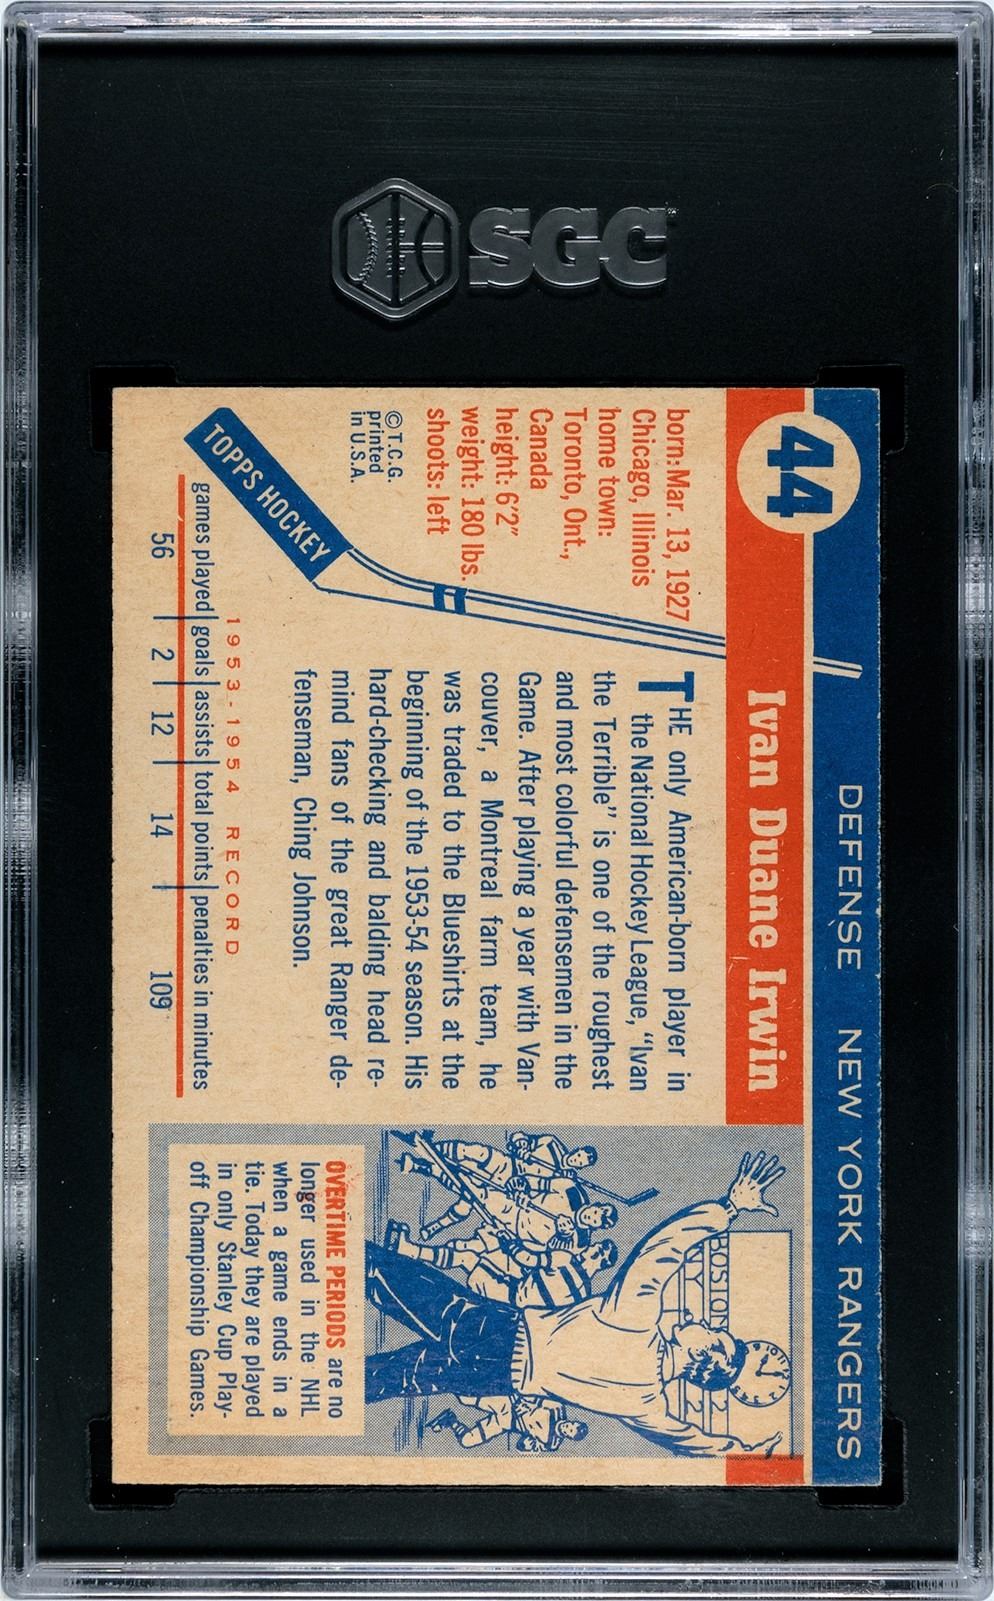 SGC
44
DEFENSE NEW YORK RANGERS
Ivan Duane Irwin
born: Mar. 13, 1927
Chicago, Illinois
home town:
Toronto, Ont.,
Canada
height: 6'2"
weight: 180 lbs.
shoots: left
© T.C.G.
printed
in U.S.A.
TOPPS HOCKEY
THE only American-born player in
the National Hockey League, "Ivan
the Terrible" is one of the roughest
and most colorful defensemen in the
Game. After playing a year with Van-
couver, a Montreal farm team, he
was traded to the Blueshirts at the
beginning of the 1953-54 season. His
hard-checking and balding head re-
mind fans of the great Ranger de-
fenseman, Ching Johnson.
1953-1954 RECORD
games played goals assists total points penalties in minutes
56 2 12 14 109
BOSTON 2
NY 2
OVERTIME PERIODS are no
longer used in the NHL
when a game ends in a
tie. Today they are played
in only Stanley Cup Play-
off Championship Games.